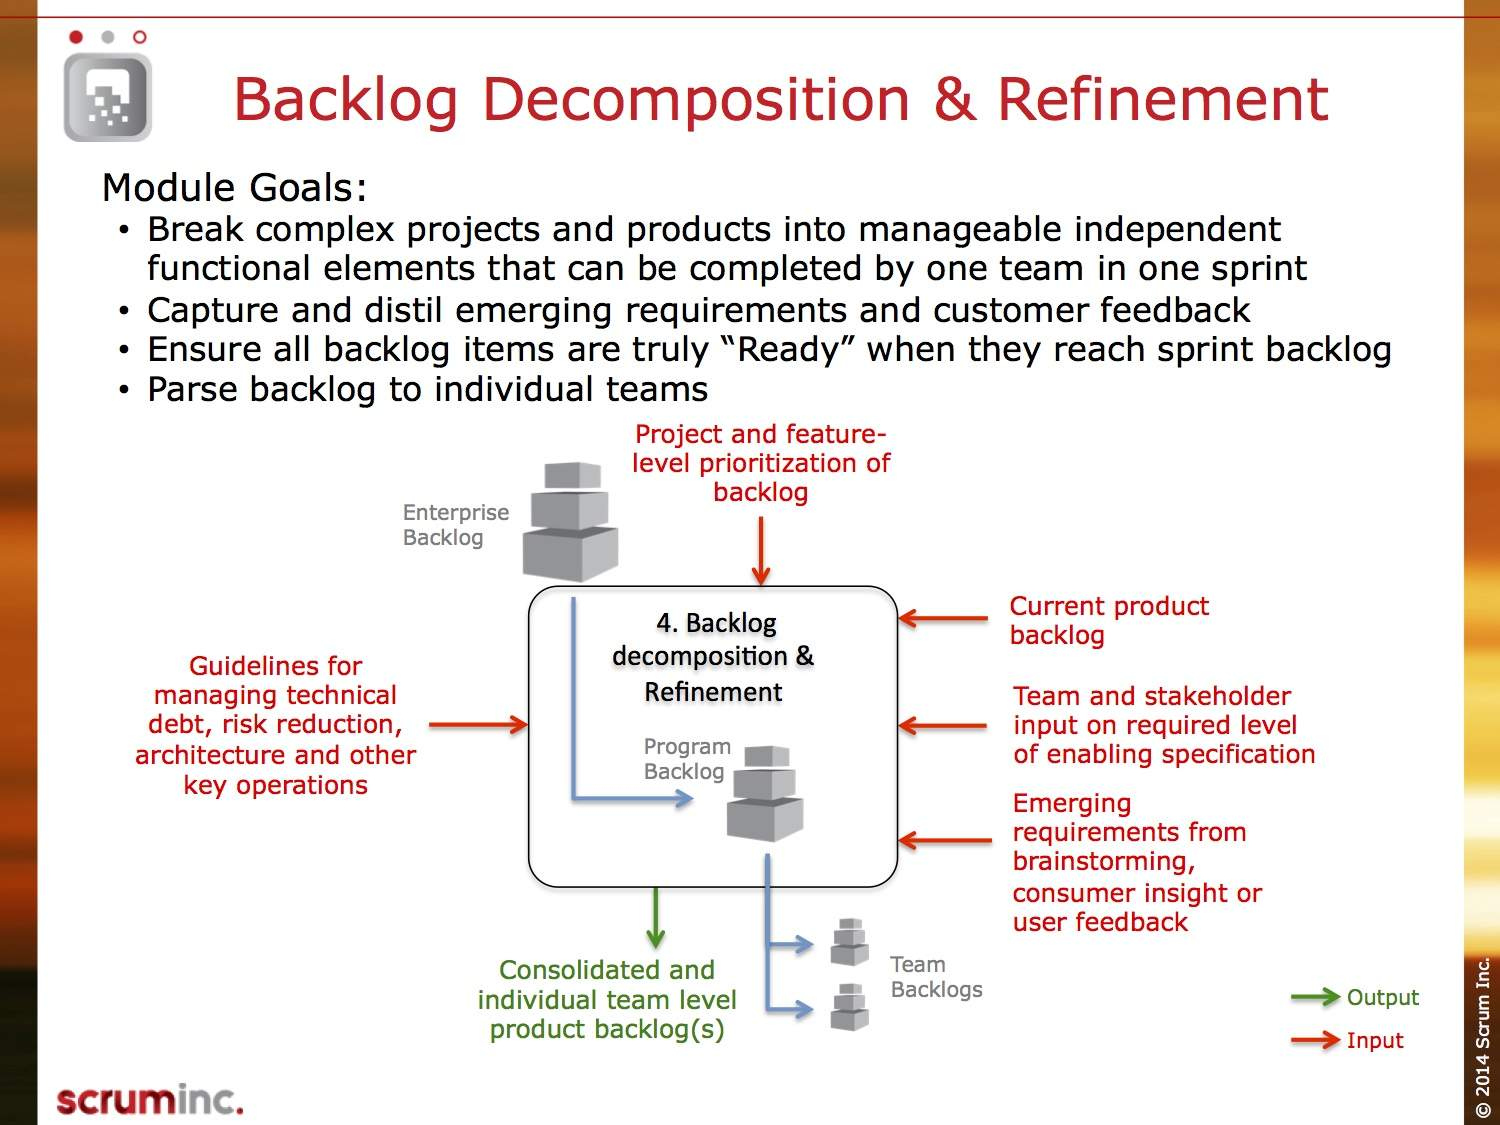 Backlog Decomposition & Refinement
Module Goals:
• Break complex projects and products into manageable independent
functional elements that can be completed by one team in one sprint
• Capture and distil emerging requirements and customer feedback
• Ensure all backlog items are truly “Ready” when they reach sprint backlog
• Parse backlog to individual teams
Project and feature-
level prioritization of
backlog
Enterprise
Backlog
4. Backlog
decomposition &
Refinement
Program
Backlog
Guidelines for
managing technical
debt, risk reduction,
architecture and other
key operations
Current product
backlog
Team and stakeholder
input on required level
of enabling specification
Emerging
requirements from
brainstorming,
consumer insight or
user feedback
Consolidated and
individual team level
product backlog(s)
Team
Backlogs
Output
Input
scruminc.
© 2014 Scrum Inc.